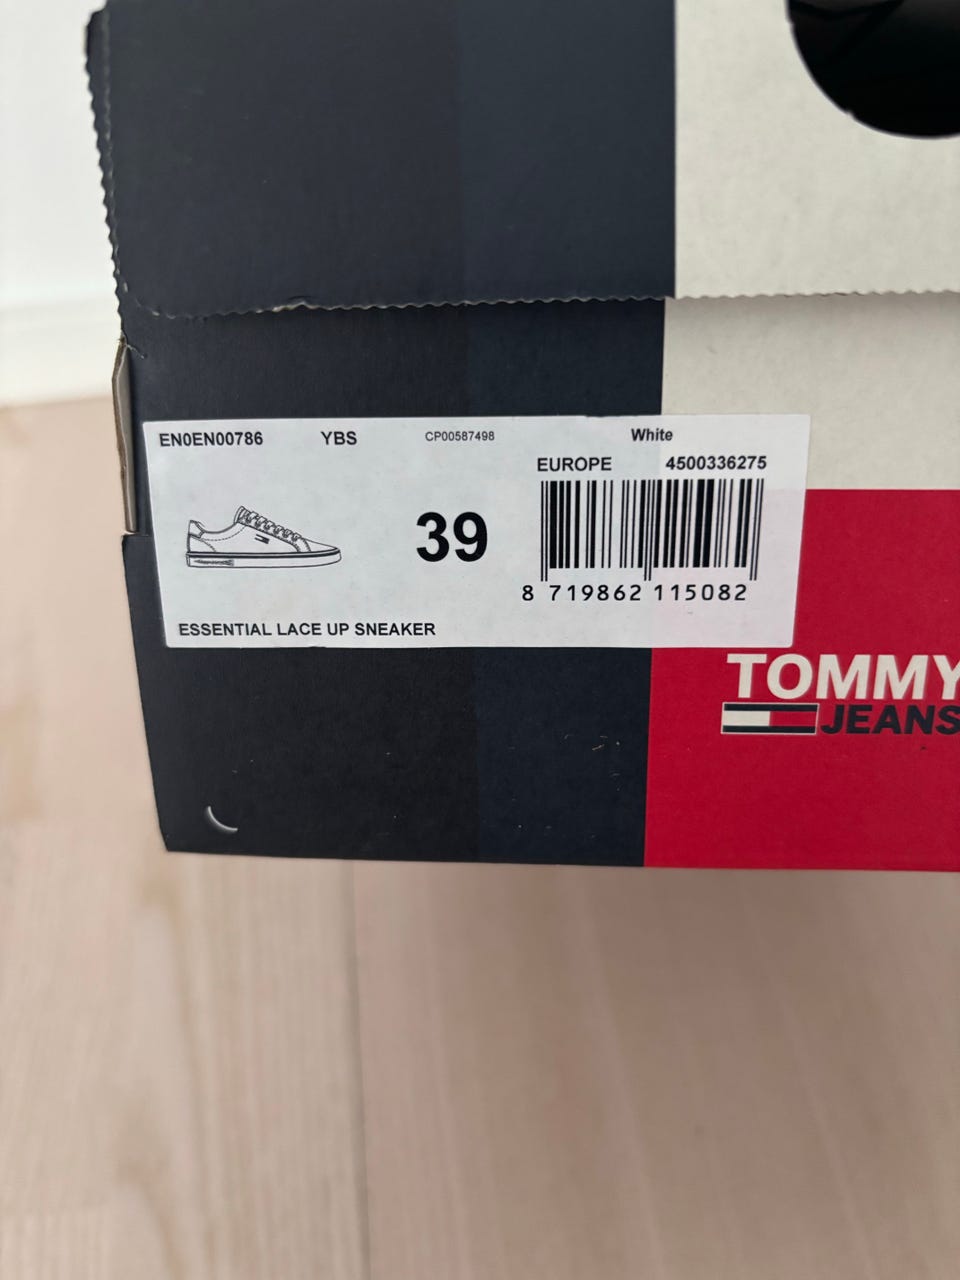 EN0EN00786 YBS CP00587498 White
EUROPE 4500336275
39
8 719862 115082
ESSENTIAL LACE UP SNEAKER
TOMMY
JEANS